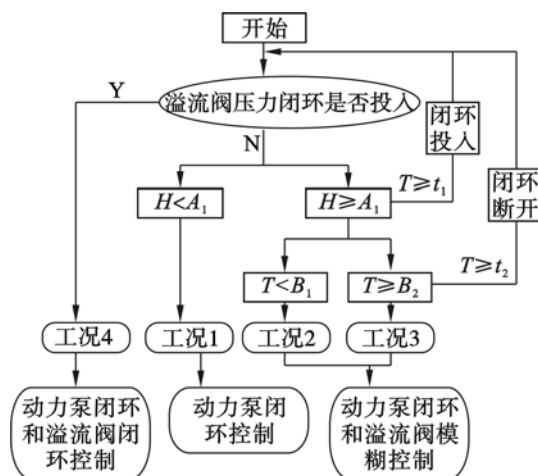 开始
溢流阀压力闭环是否投入
Y
N
闭环
投入
闭环
断开
H<A₁
H≥A₁
T≥t₁
T<B₁
T≥B₂
T≥t₂
工况4
工况1
工况2
工况3
动力泵闭环
和溢流阀闭
环控制
动力泵闭
环控制
动力泵闭环
和溢流阀模
糊控制